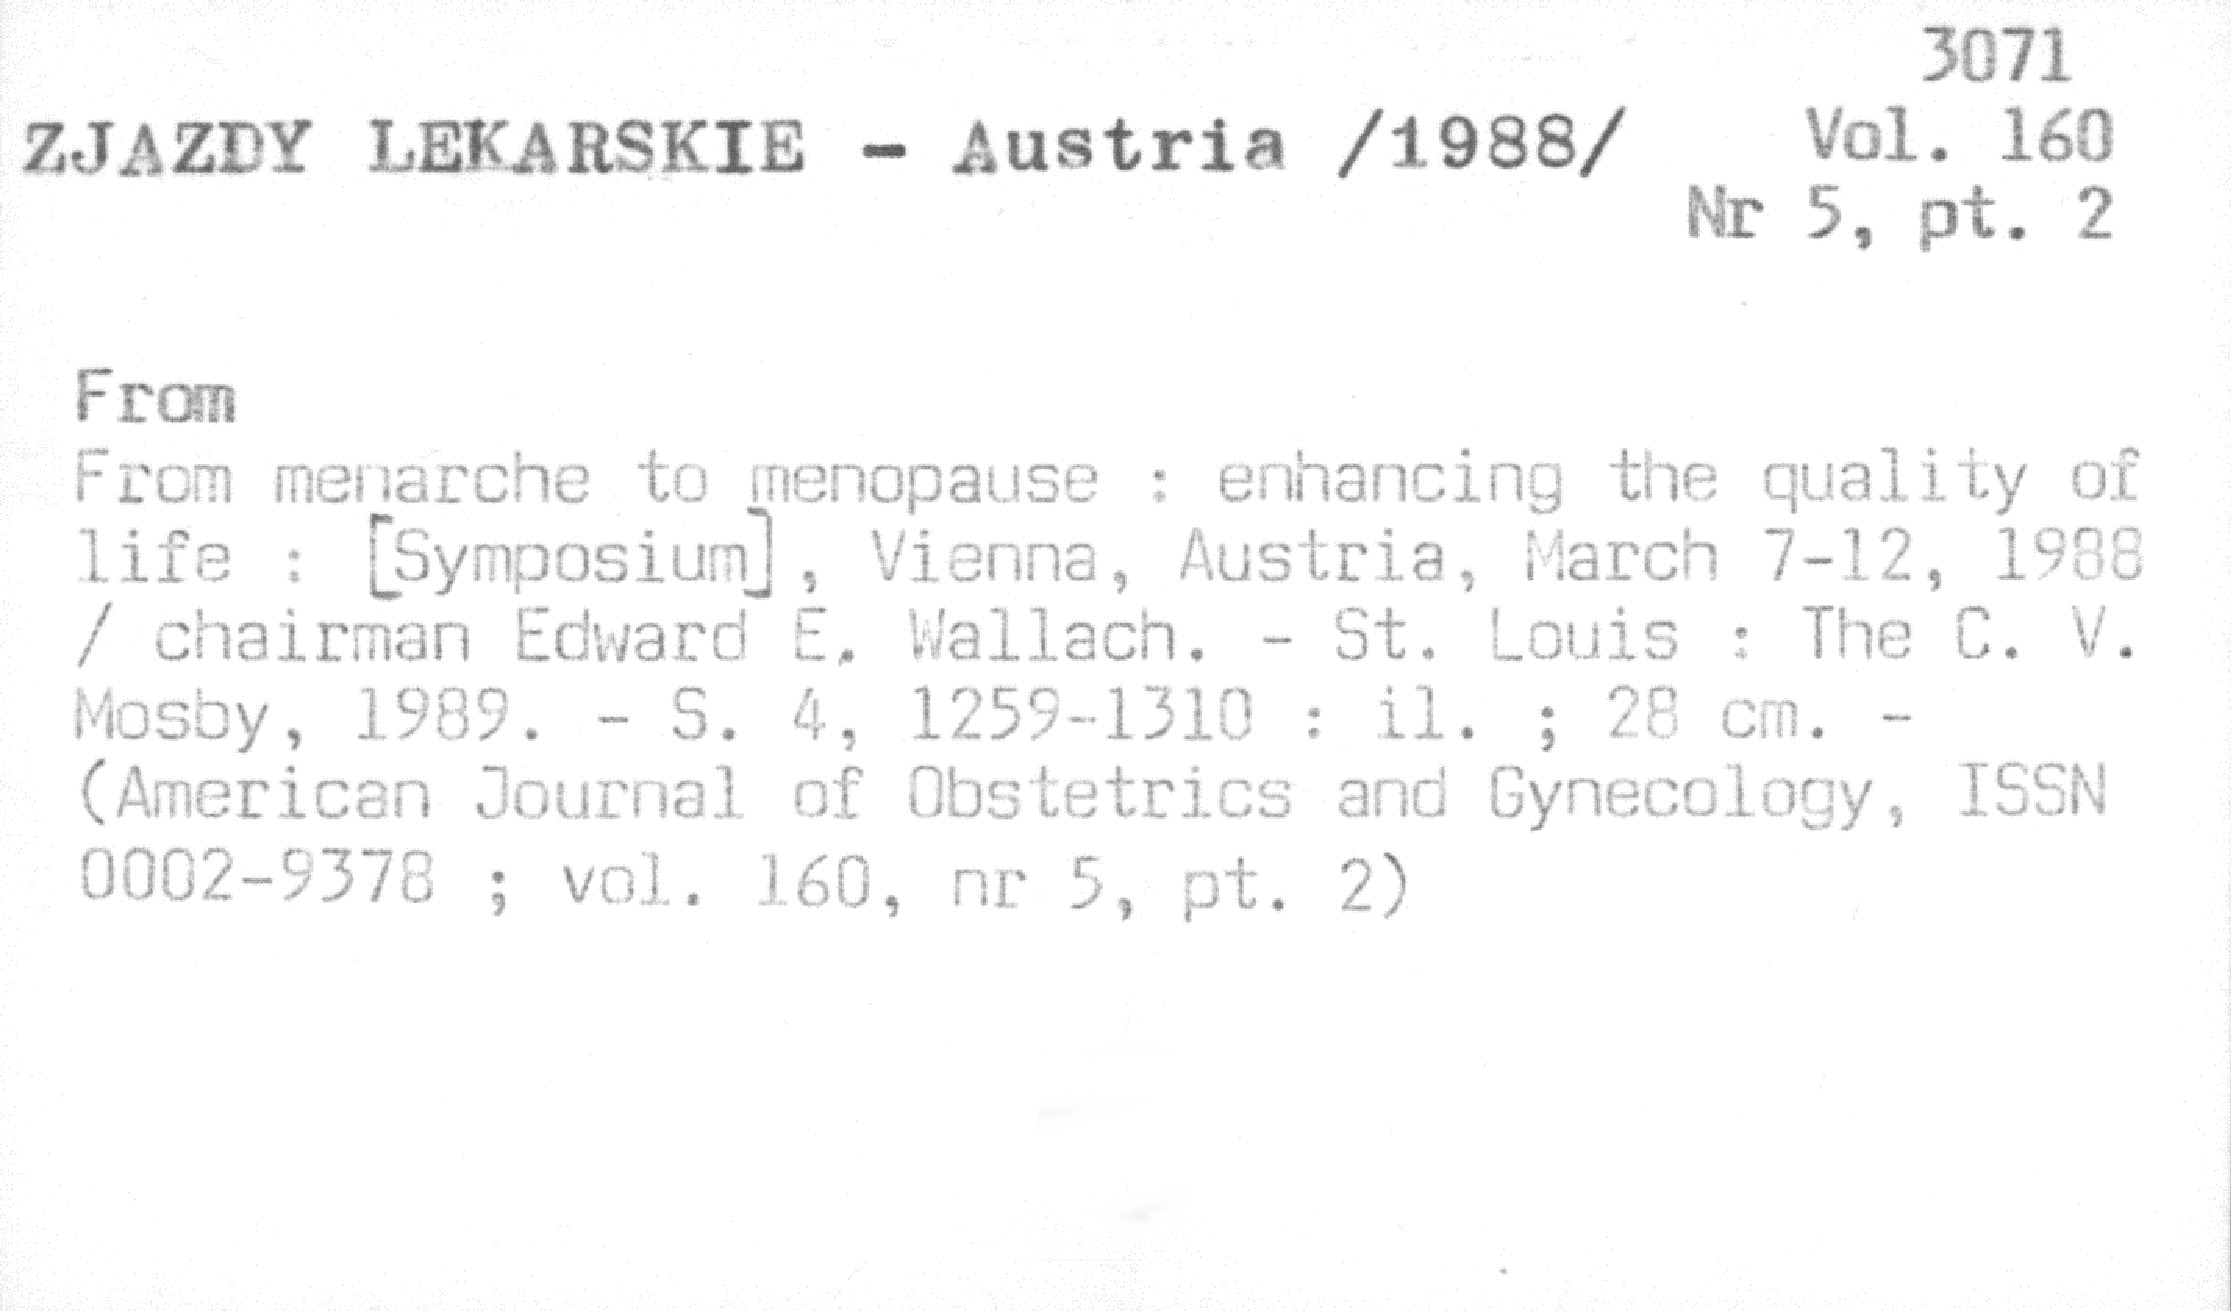 3071
ZJAZDY LEKARSKIE - Austria /1988/ Vol. 160
Nr 5, pt. 2
From
From menarche to menopause : enhancing the quality of
life : [Symposium], Vienna, Austria, March 7-12, 1988
/ chairman Edward E. Wallach. - St. Louis : The C. V.
Mosby, 1989. - S. 4, 1259-1310 : il. ; 28 cm. -
(American Journal of Obstetrics and Gynecology, ISSN
0002-9378 ; vol. 160, nr 5, pt. 2)